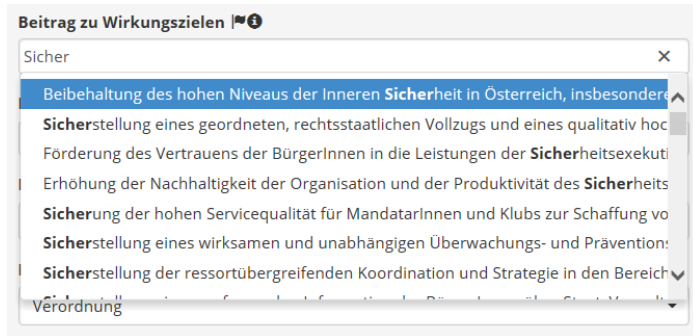 Beitrag zu Wirkungszielen
Sicher
Beibehaltung des hohen Niveaus der Inneren Sicherheit in Österreich, insbesondere
Sicherstellung eines geordneten, rechtsstaatlichen Vollzugs und eines qualitativ hoc
Förderung des Vertrauens der BürgerInnen in die Leistungen der Sicherheitsexekuti
Erhöhung der Nachhaltigkeit der Organisation und der Produktivität des Sicherheits
Sicherung der hohen Servicequalität für MandatarInnen und Klubs zur Schaffung vo
Sicherstellung eines wirksamen und unabhängigen Überwachungs- und Präventions
Sicherstellung der ressortübergreifenden Koordination und Strategie in den Bereich
Verordnung